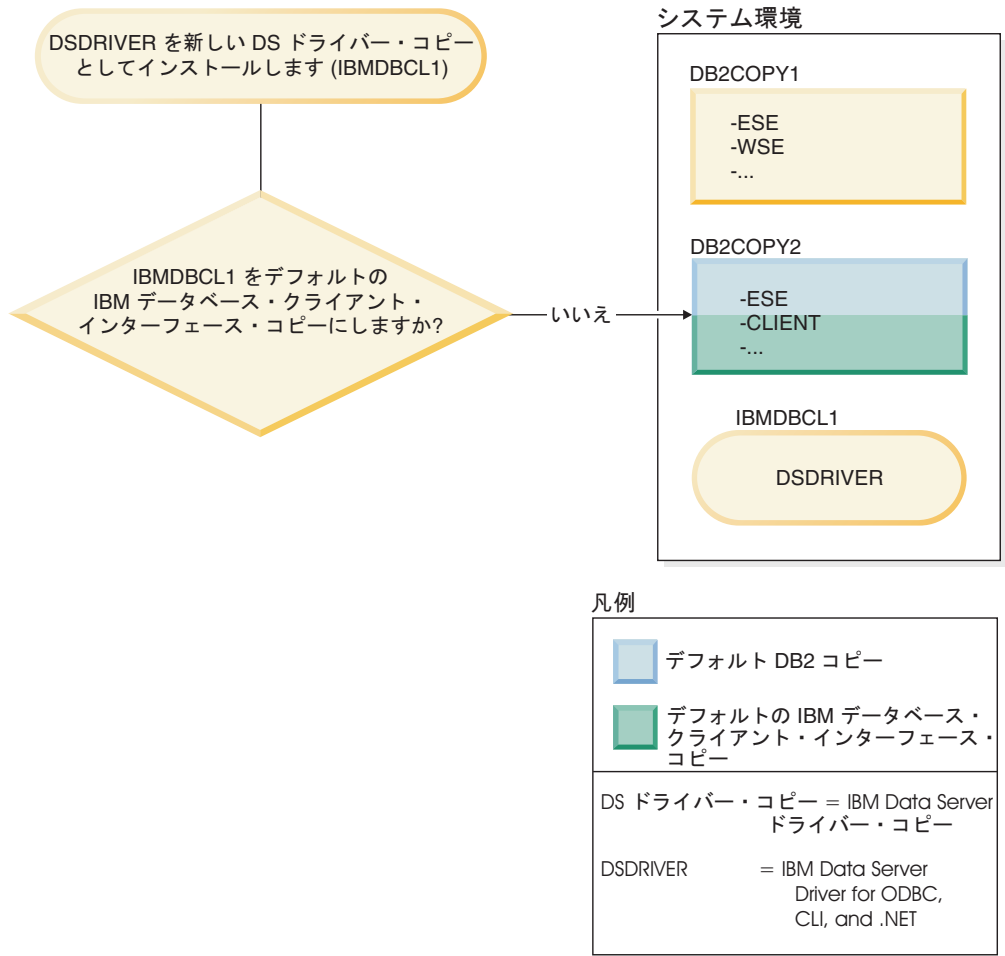 DSDRIVER を新しい DS ドライバー・コピー
としてインストールします (IBMDBCL1)
IBMDBCL1 をデフォルトの
IBM データベース・クライアント・
インターフェース・コピーにしますか?
いいえ
システム環境
DB2COPY1
-ESE
-WSE
-...
DB2COPY2
-ESE
-CLIENT
-...
IBMDBCL1
DSDRIVER
凡例
デフォルト DB2 コピー
デフォルトの IBM データベース・
クライアント・インターフェース・
コピー
DS ドライバー・コピー = IBM Data Server
ドライバー・コピー
DSDRIVER = IBM Data Server
Driver for ODBC,
CLI, and .NET